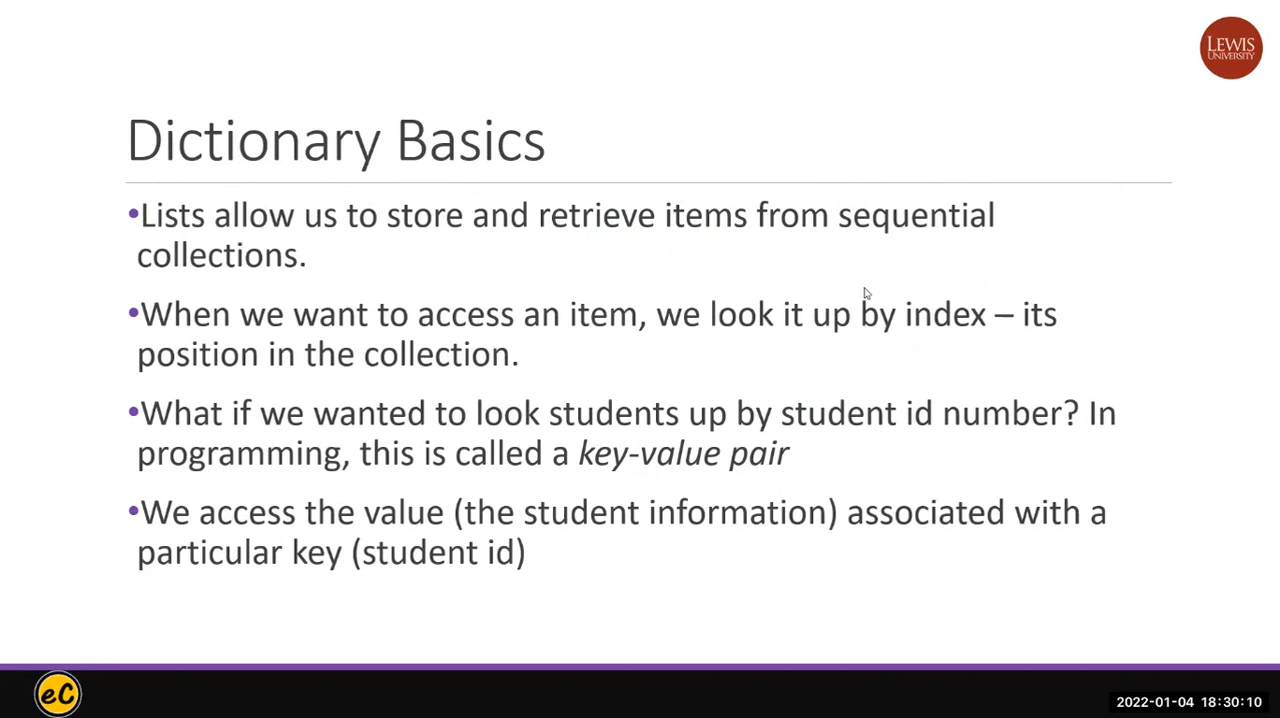 LEWIS
UNIVERSITY
Dictionary Basics
•Lists allow us to store and retrieve items from sequential
collections.
•When we want to access an item, we look it up by index – its
position in the collection.
•What if we wanted to look students up by student id number? In
programming, this is called a key-value pair
•We access the value (the student information) associated with a
particular key (student id)
eC
2022-01-04 18:30:10